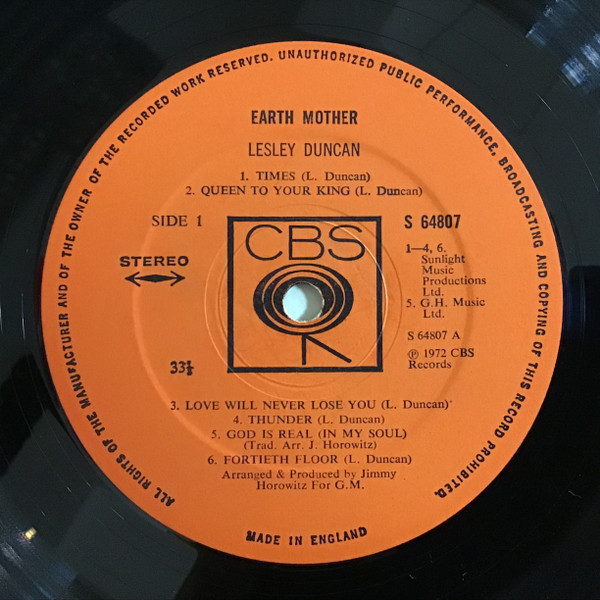 ALL RIGHTS OF THE MANUFACTURER AND OF THE OWNER OF THE RECORDED WORK RESERVED. UNAUTHORIZED PUBLIC PERFORMANCE, BROADCASTING AND COPYING OF THIS RECORD PROHIBITED.
EARTH MOTHER
LESLEY DUNCAN
1. TIMES (L. Duncan)
2. QUEEN TO YOUR KING (L. Duncan)
SIDE 1
STEREO
33⅓
CBS
S 64807
1—4, 6.
Sunlight
Music
Productions
Ltd.
5. G.H. Music
Ltd.
S 64807 A
℗ 1972 CBS
Records
3. LOVE WILL NEVER LOSE YOU (L. Duncan)
4. THUNDER (L. Duncan)
5. GOD IS REAL (IN MY SOUL)
(Trad. Arr. J. Horowitz)
6. FORTIETH FLOOR (L. Duncan)
Arranged & Produced by Jimmy
Horowitz For G.M.
MADE IN ENGLAND